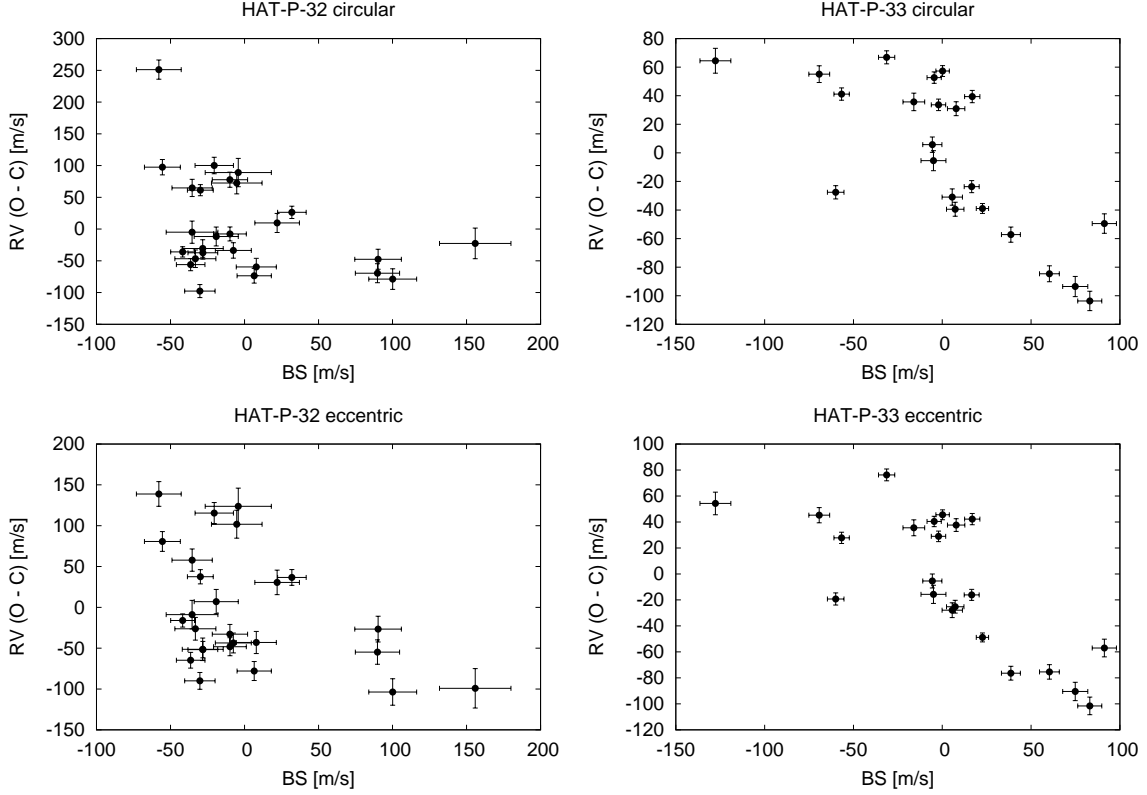 HAT-P-32 circular
RV (O - C) [m/s]
300
250
200
150
100
50
0
-50
-100
-150
-100 -50 0 50 100 150 200
BS [m/s]
HAT-P-33 circular
RV (O - C) [m/s]
80
60
40
20
0
-20
-40
-60
-80
-100
-120
-150 -100 -50 0 50 100
BS [m/s]
HAT-P-32 eccentric
RV (O - C) [m/s]
200
150
100
50
0
-50
-100
-150
-100 -50 0 50 100 150 200
BS [m/s]
HAT-P-33 eccentric
RV (O - C) [m/s]
100
80
60
40
20
0
-20
-40
-60
-80
-100
-120
-150 -100 -50 0 50 100
BS [m/s]